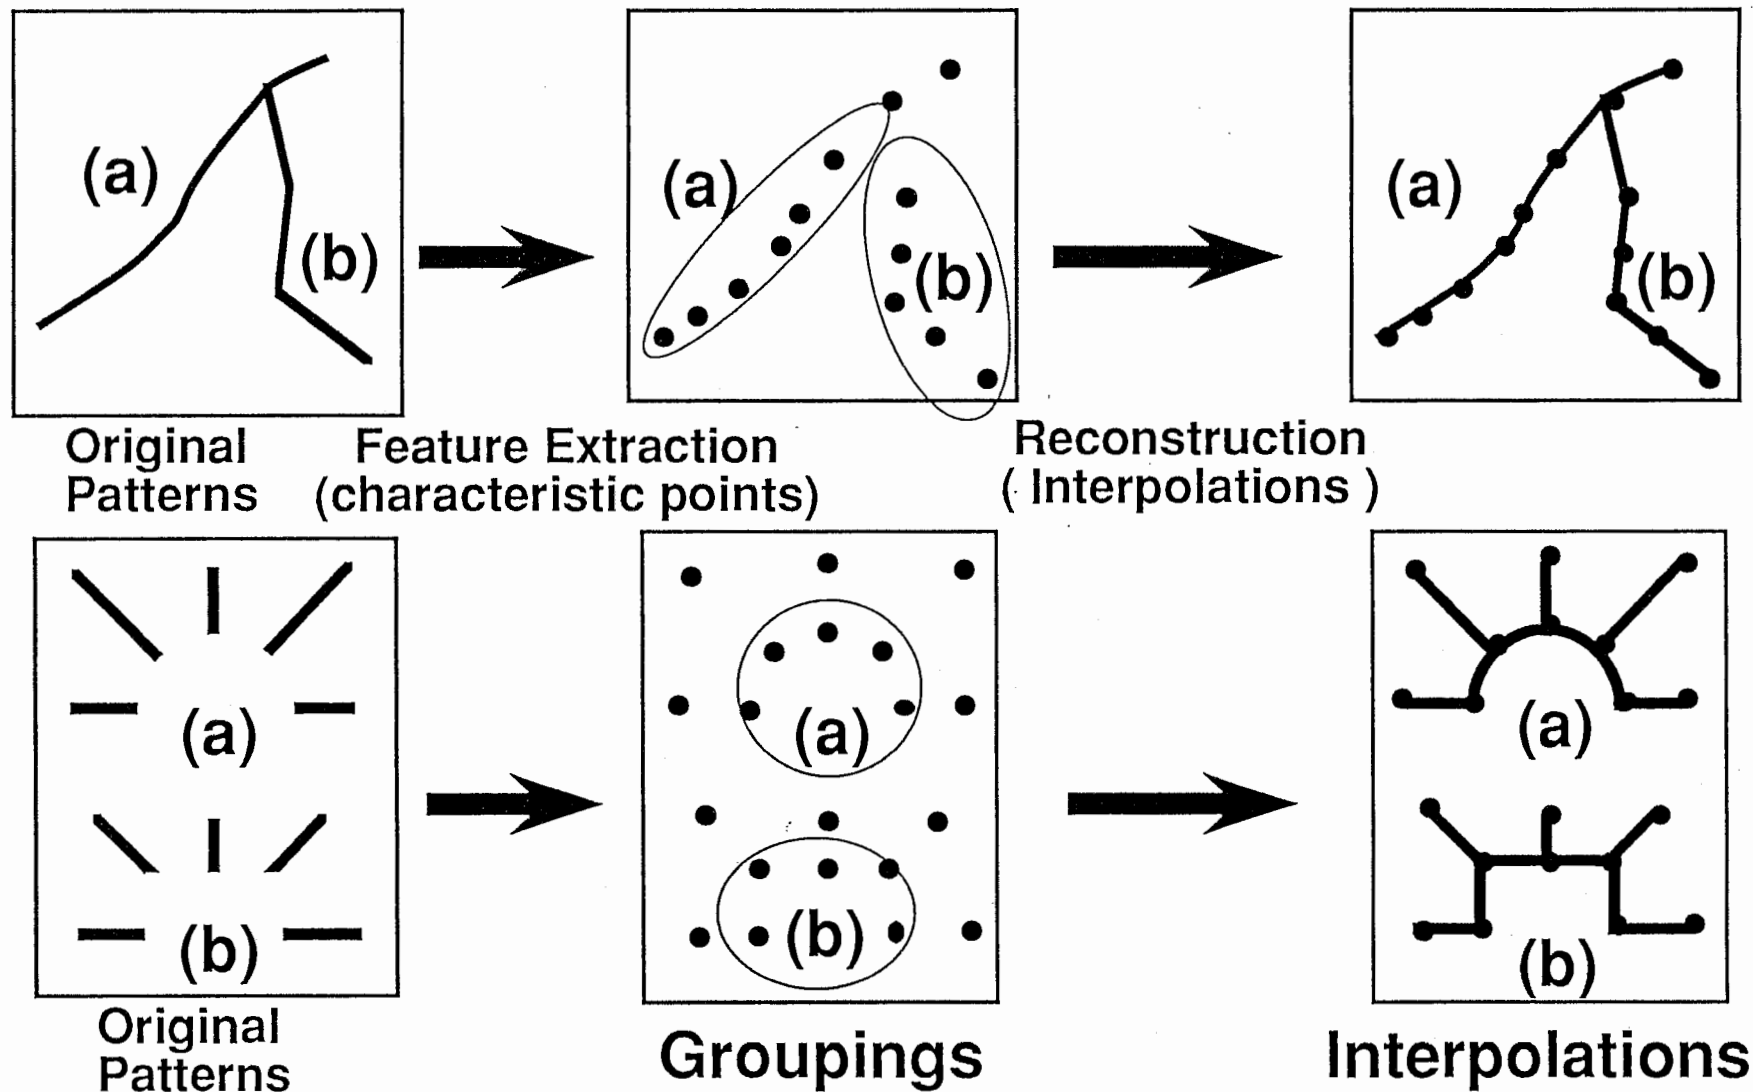 (a)
(b)
(a)
(b)
(a)
(b)
Original
Patterns
Feature Extraction
(characteristic points)
Reconstruction
( Interpolations )
(a)
(b)
(a)
(b)
(a)
(b)
Original
Patterns
Groupings
Interpolations